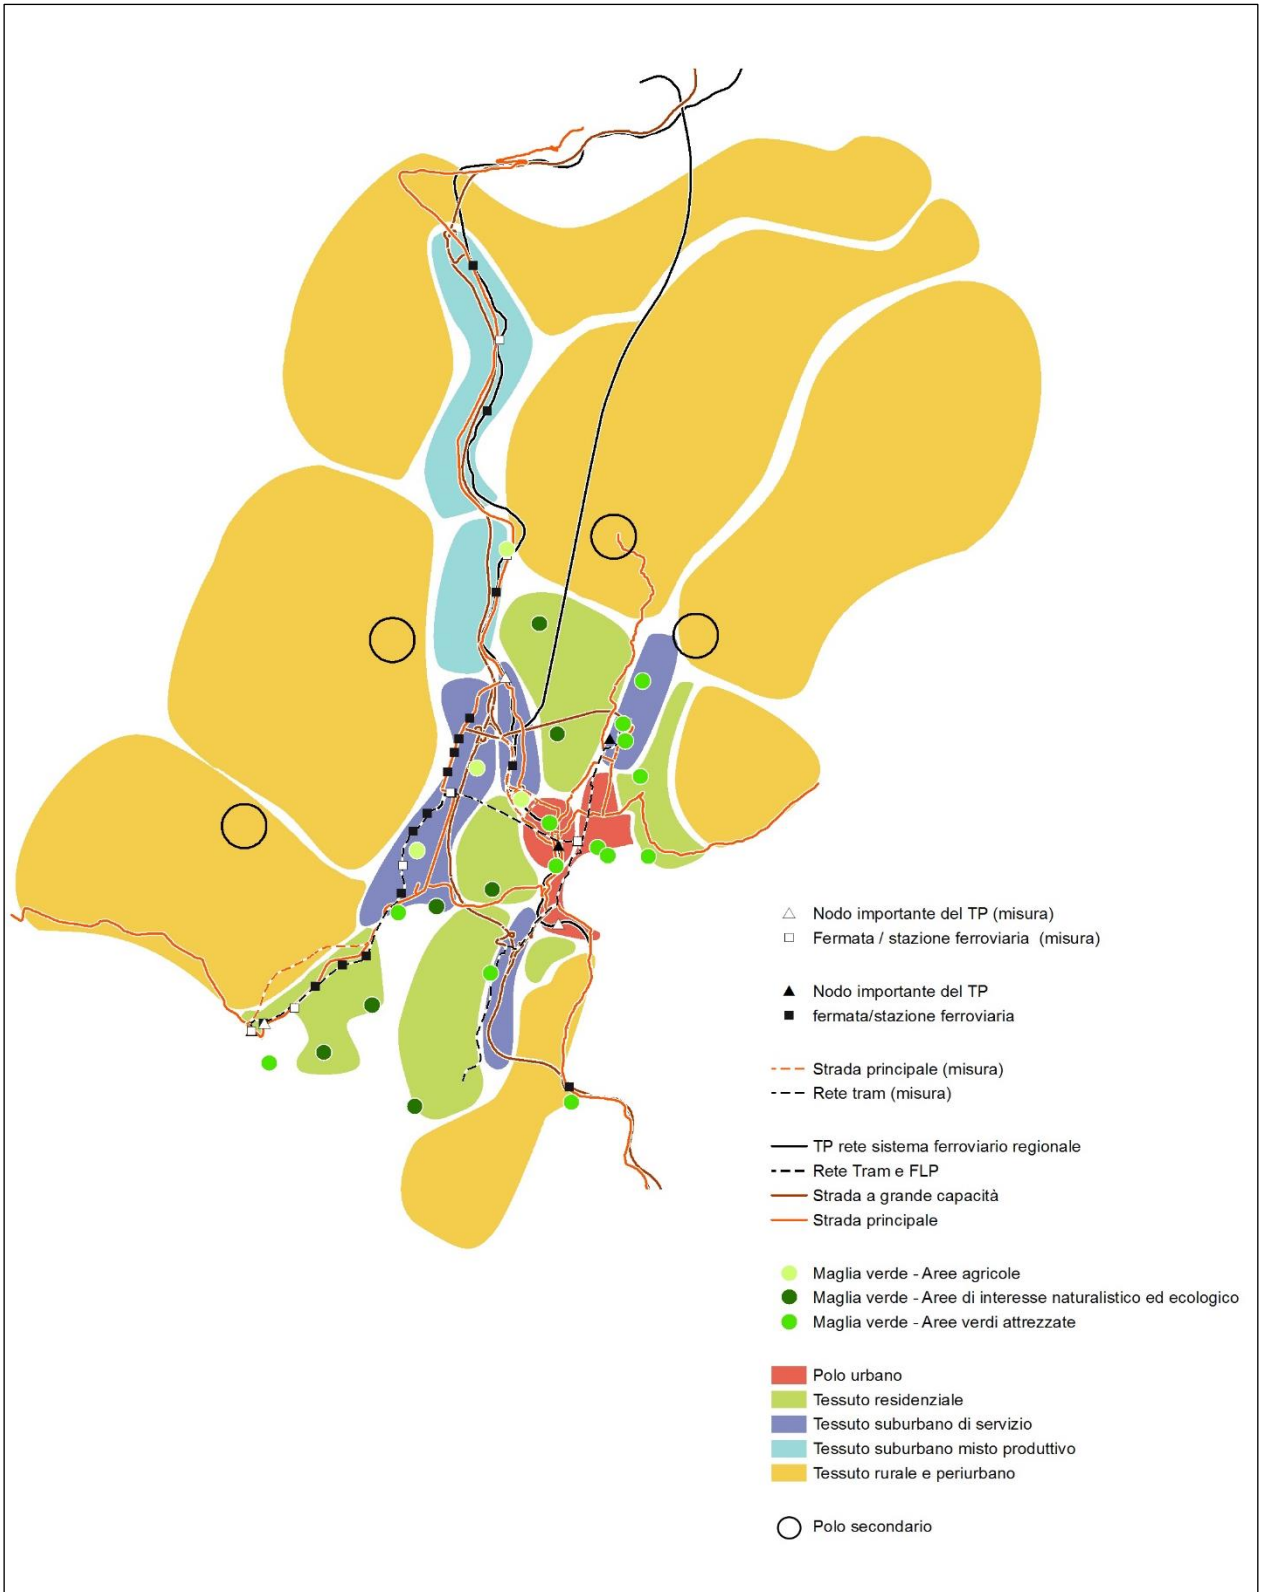 Nodo importante del TP (misura)
Fermata / stazione ferroviaria (misura)
Nodo importante del TP
fermata/stazione ferroviaria
Strada principale (misura)
Rete tram (misura)
TP rete sistema ferroviario regionale
Rete Tram e FLP
Strada a grande capacità
Strada principale
Maglia verde - Aree agricole
Maglia verde - Aree di interesse naturalistico ed ecologico
Maglia verde - Aree verdi attrezzate
Polo urbano
Tessuto residenziale
Tessuto suburbano di servizio
Tessuto suburbano misto produttivo
Tessuto rurale e periurbano
Polo secondario